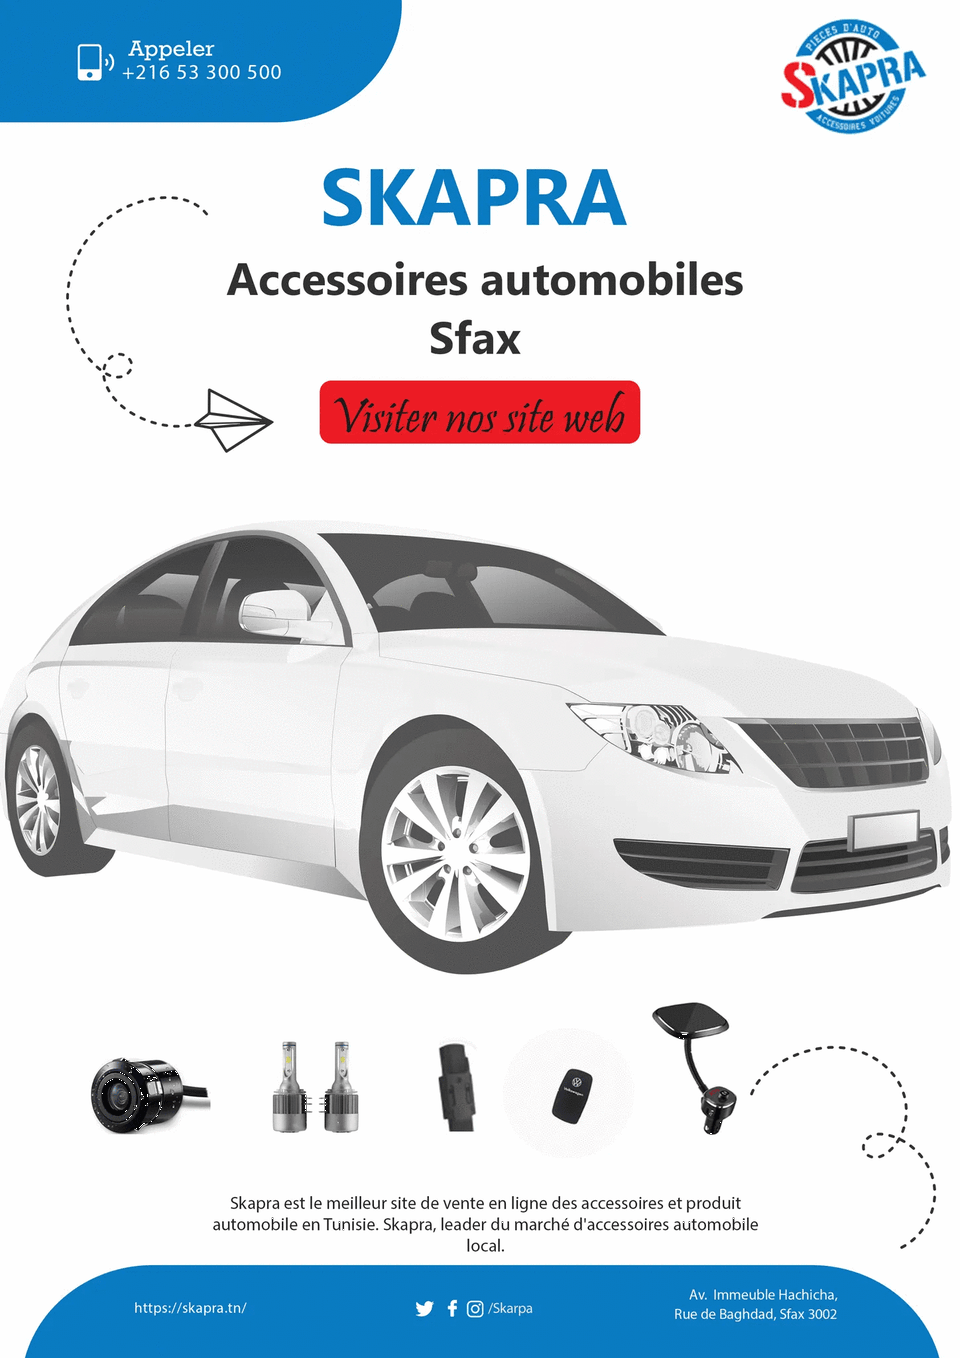 Appeler
+216 53 300 500
PIECES D'AUTO
SKAPRA
ACCESSOIRES VOITURES
SKAPRA
Accessoires automobiles
Sfax
Visiter nos site web
Volkswagen
Skapra est le meilleur site de vente en ligne des accessoires et produit
automobile en Tunisie. Skapra, leader du marché d'accessoires automobile
local.
https://skapra.tn/
/Skarpa
Av. Immeuble Hachicha,
Rue de Baghdad, Sfax 3002